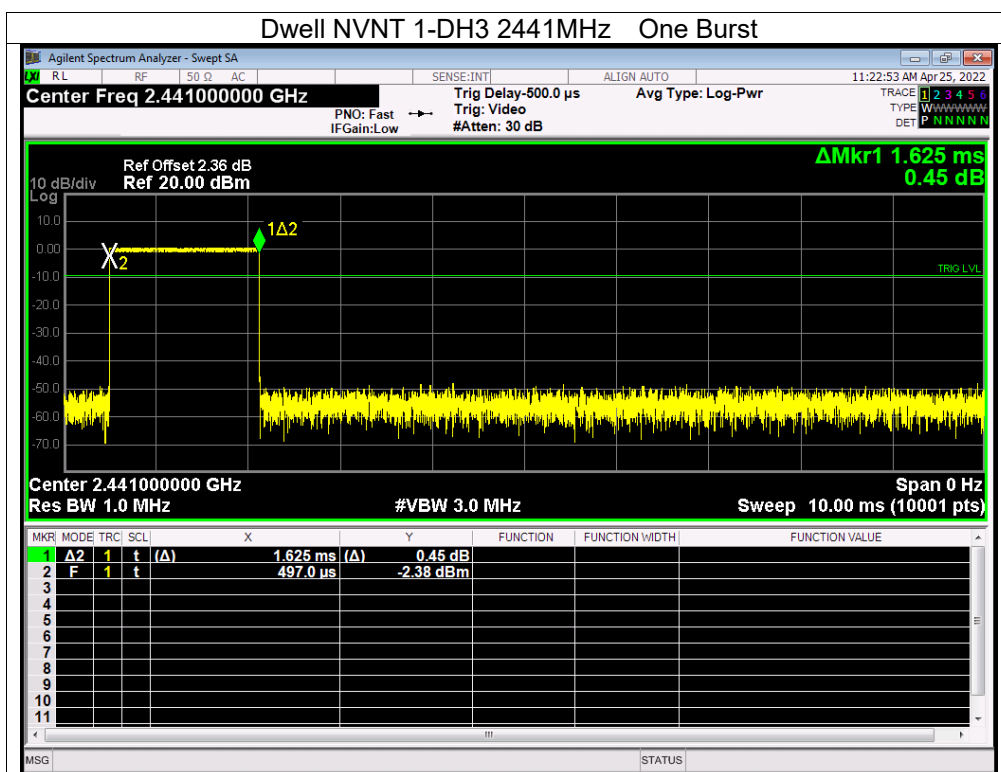 Dwell NVNT 1-DH3 2441MHz One Burst
Agilent Spectrum Analyzer - Swept SA
LXI RL RF 50 Ω AC SENSE:INT ALIGN AUTO 11:22:53 AM Apr 25, 2022
Center Freq 2.441000000 GHz Trig Delay-500.0 µs Avg Type: Log-Pwr TRACE 1 2 3 4 5 6
PNO: Fast Trig: Video TYPE WWWWWW
IFGain:Low #Atten: 30 dB DET P N N N N N
ΔMkr1 1.625 ms
0.45 dB
Ref Offset 2.36 dB
10 dB/div Ref 20.00 dBm
Log
10.0
1Δ2
0.00
X2
-10.0
TRIG LVL
-20.0
-30.0
-40.0
-50.0
-60.0
-70.0
Center 2.441000000 GHz Span 0 Hz
Res BW 1.0 MHz #VBW 3.0 MHz Sweep 10.00 ms (10001 pts)
MKR MODE TRC SCL X Y FUNCTION FUNCTION WIDTH FUNCTION VALUE
1 Δ2 1 t (Δ) 1.625 ms (Δ) 0.45 dB
2 F 1 t 497.0 µs -2.38 dBm
3
4
5
6
7
8
9
10
11
MSG STATUS